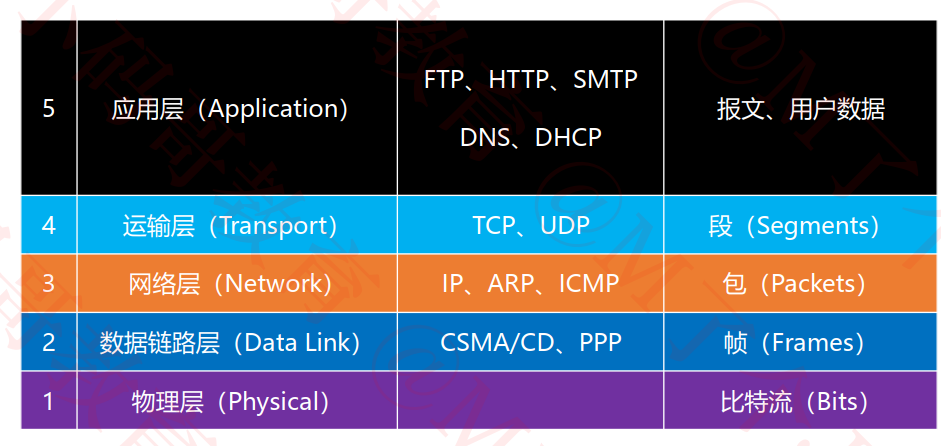 5 应用层（Application） FTP、HTTP、SMTP
DNS、DHCP 报文、用户数据
4 运输层（Transport） TCP、UDP 段（Segments）
3 网络层（Network） IP、ARP、ICMP 包（Packets）
2 数据链路层（Data Link） CSMA/CD、PPP 帧（Frames）
1 物理层（Physical） 比特流（Bits）